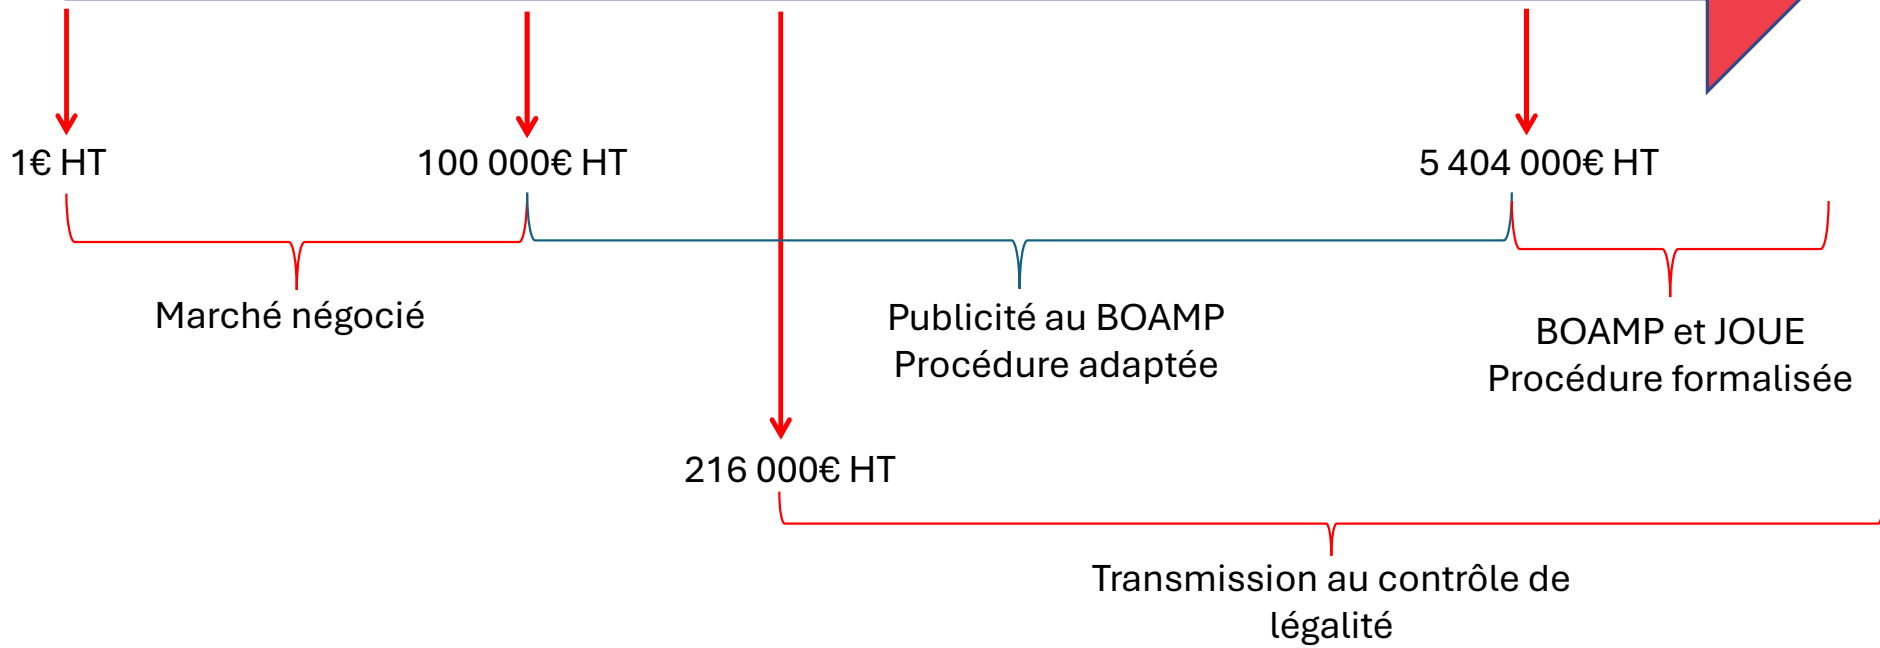 1€ HT
100 000€ HT
5 404 000€ HT
Marché négocié
Publicité au BOAMP
Procédure adaptée
BOAMP et JOUE
Procédure formalisée
216 000€ HT
Transmission au contrôle de
légalité